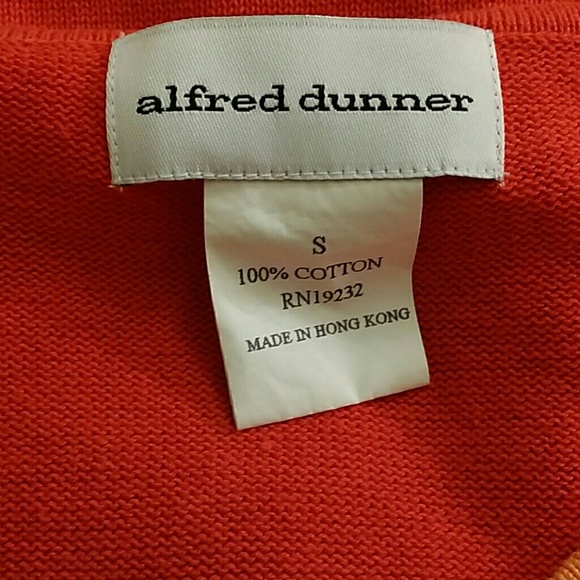 alfred dunner
S
100% COTTON
RN19232
MADE IN HONG KONG